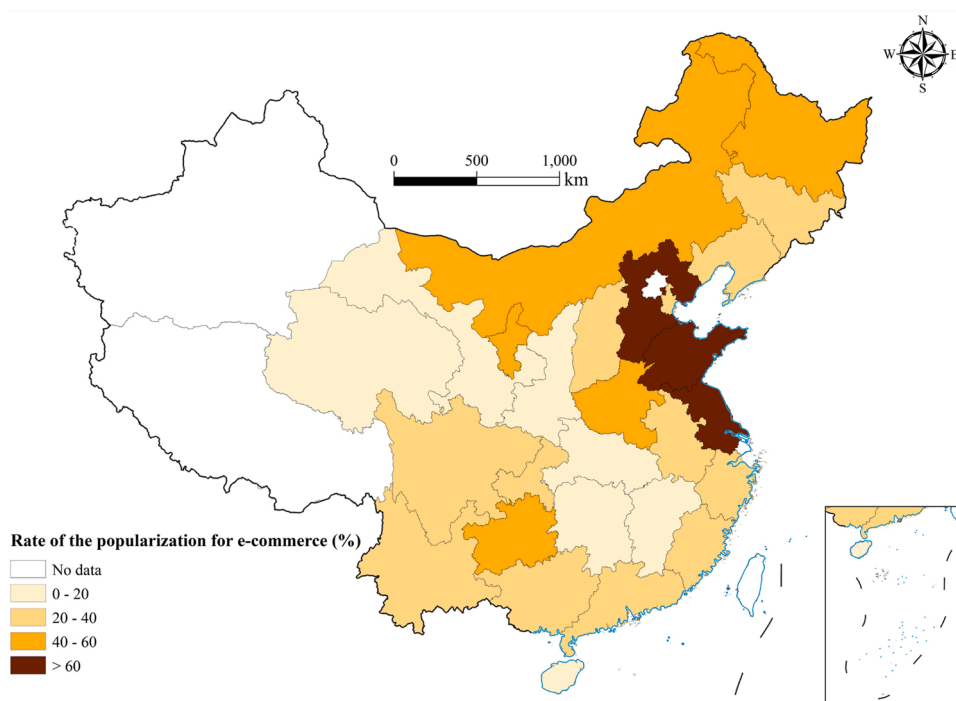 N
W E
S
0 500 1,000
km
Rate of the popularization for e-commerce (%)
No data
0 - 20
20 - 40
40 - 60
> 60